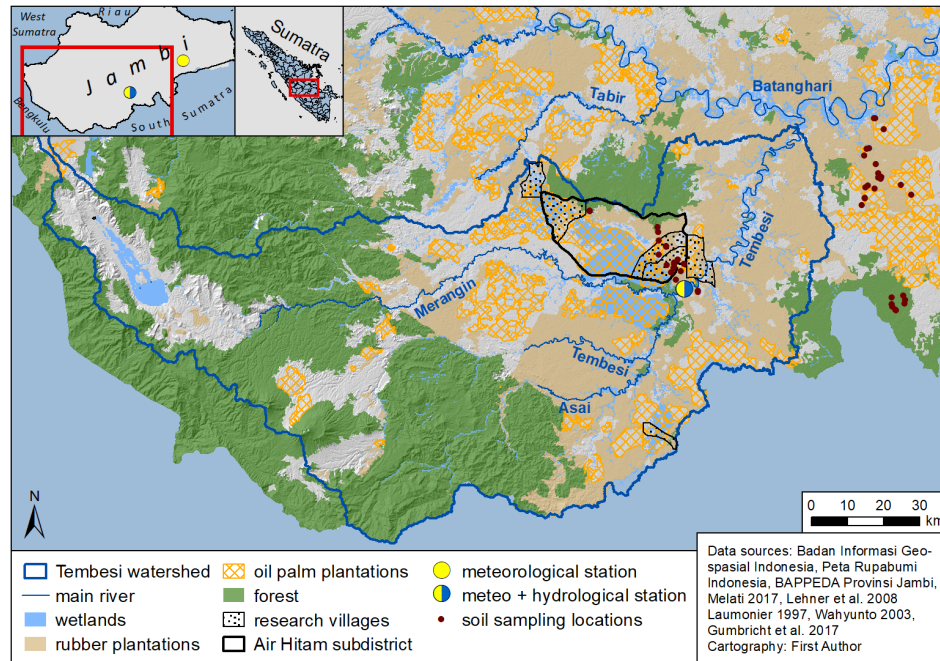 West
Sumatra
Riau
Jambi
Bengkulu
South Sumatra
Sumatra
Batanghari
Tabir
Tembesi
Merangin
Tembesi
Asai
N
0 10 20 30
km
Tembesi watershed
main river
wetlands
rubber plantations
oil palm plantations
forest
research villages
Air Hitam subdistrict
meteorological station
meteo + hydrological station
soil sampling locations
Data sources: Badan Informasi Geo-
spasial Indonesia, Peta Rupabumi
Indonesia, BAPPEDA Provinsi Jambi,
Melati 2017, Lehner et al. 2008
Laumonier 1997, Wahyunto 2003,
Gumbricht et al. 2017
Cartography: First Author